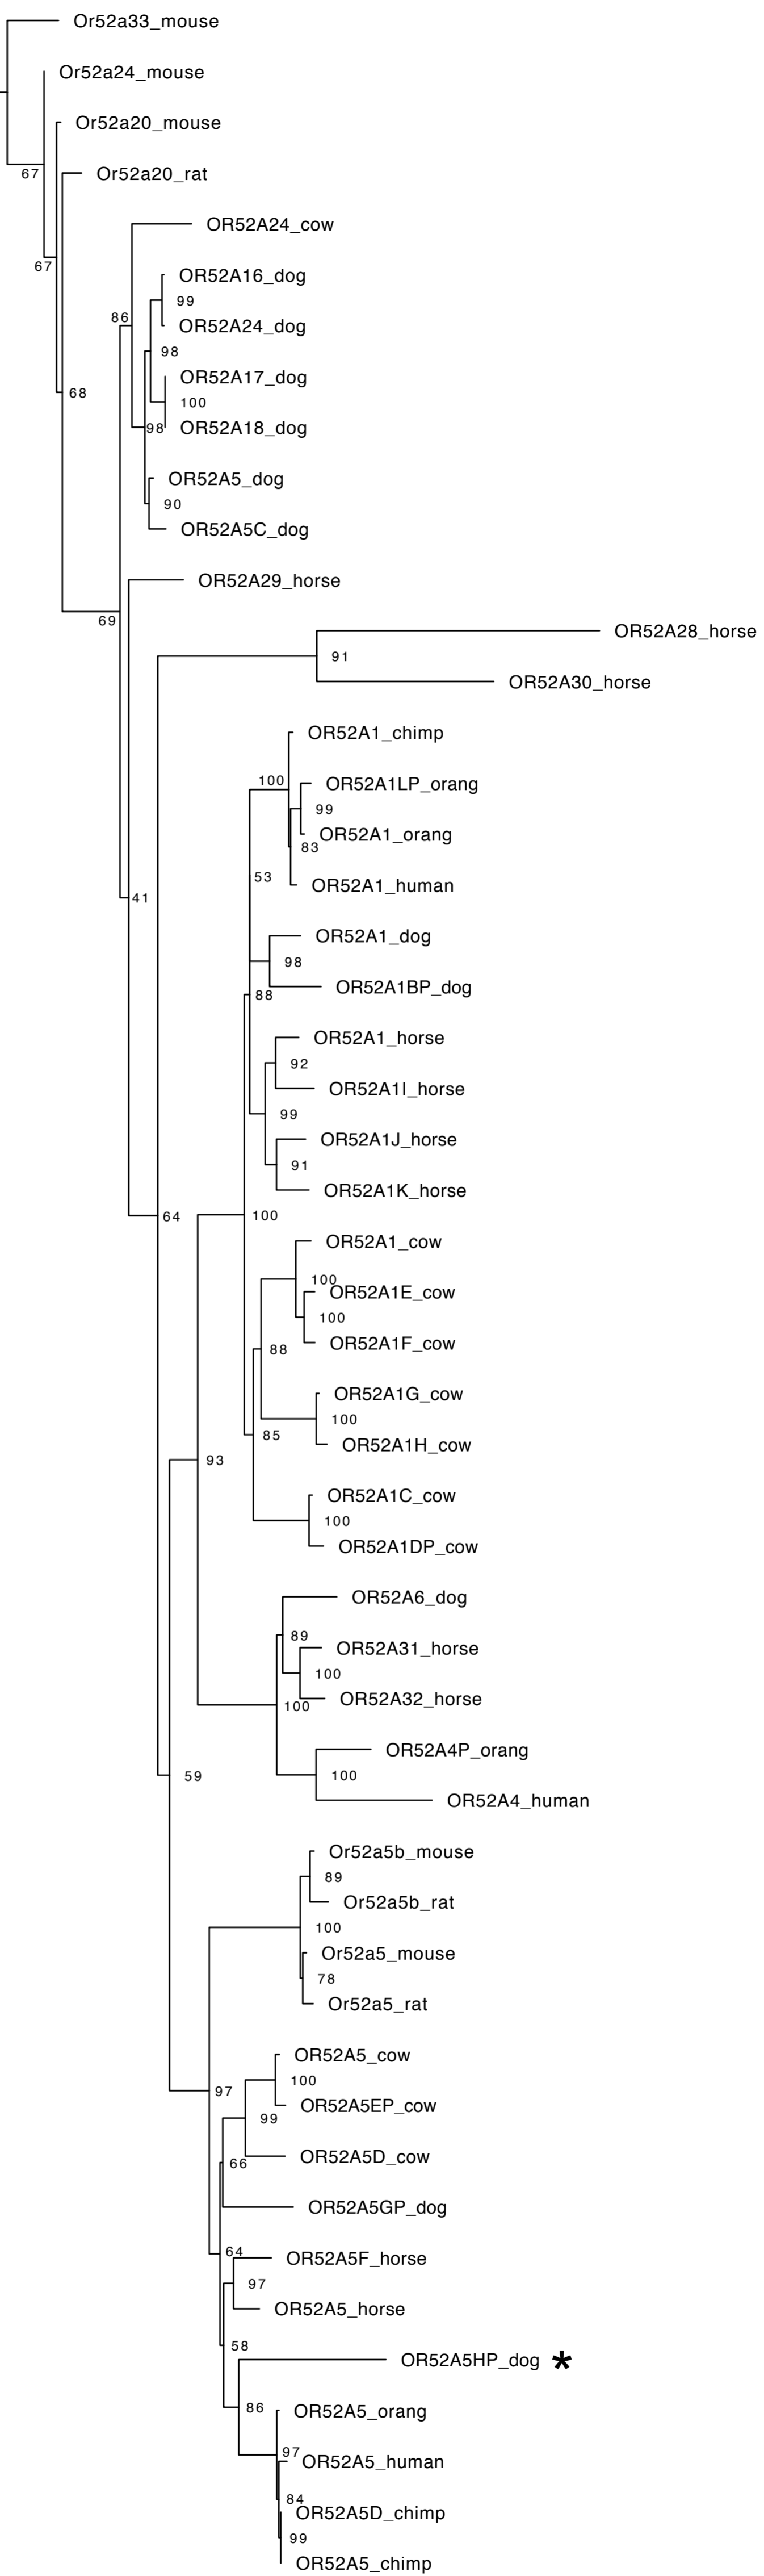 Or52a33_mouse
Or52a24_mouse
Or52a20_mouse
67
Or52a20_rat
OR52A24_cow
67
OR52A16_dog
99
86
OR52A24_dog
98
OR52A17_dog
68
100
98
OR52A18_dog
OR52A5_dog
90
OR52A5C_dog
OR52A29_horse
69
OR52A28_horse
91
OR52A30_horse
OR52A1_chimp
100
OR52A1LP_orang
99
OR52A1_orang
83
53
OR52A1_human
41
OR52A1_dog
98
OR52A1BP_dog
88
OR52A1_horse
92
OR52A1I_horse
99
OR52A1J_horse
91
OR52A1K_horse
64
100
OR52A1_cow
100
OR52A1E_cow
100
OR52A1F_cow
88
OR52A1G_cow
100
85
OR52A1H_cow
93
OR52A1C_cow
100
OR52A1DP_cow
OR52A6_dog
89
OR52A31_horse
100
OR52A32_horse
100
OR52A4P_orang
59
100
OR52A4_human
Or52a5b_mouse
89
Or52a5b_rat
100
Or52a5_mouse
78
Or52a5_rat
OR52A5_cow
100
97
OR52A5EP_cow
99
OR52A5D_cow
66
OR52A5GP_dog
64
OR52A5F_horse
97
OR52A5_horse
58
OR52A5HP_dog *
86
OR52A5_orang
97
OR52A5_human
84
OR52A5D_chimp
99
OR52A5_chimp